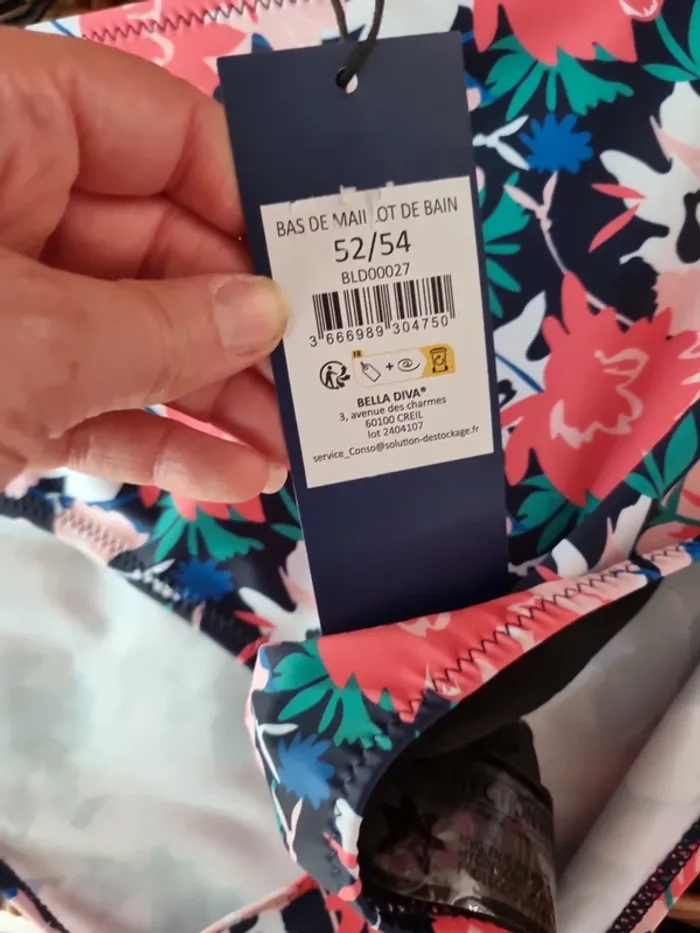 BAS DE MAILLOT DE BAIN
52/54
BLD00027
3 666989 304750
FR
+
BELLA DIVA®
3, avenue des charmes
60100 CREIL
lot 2404107
service_Conso@solution-destockage.fr